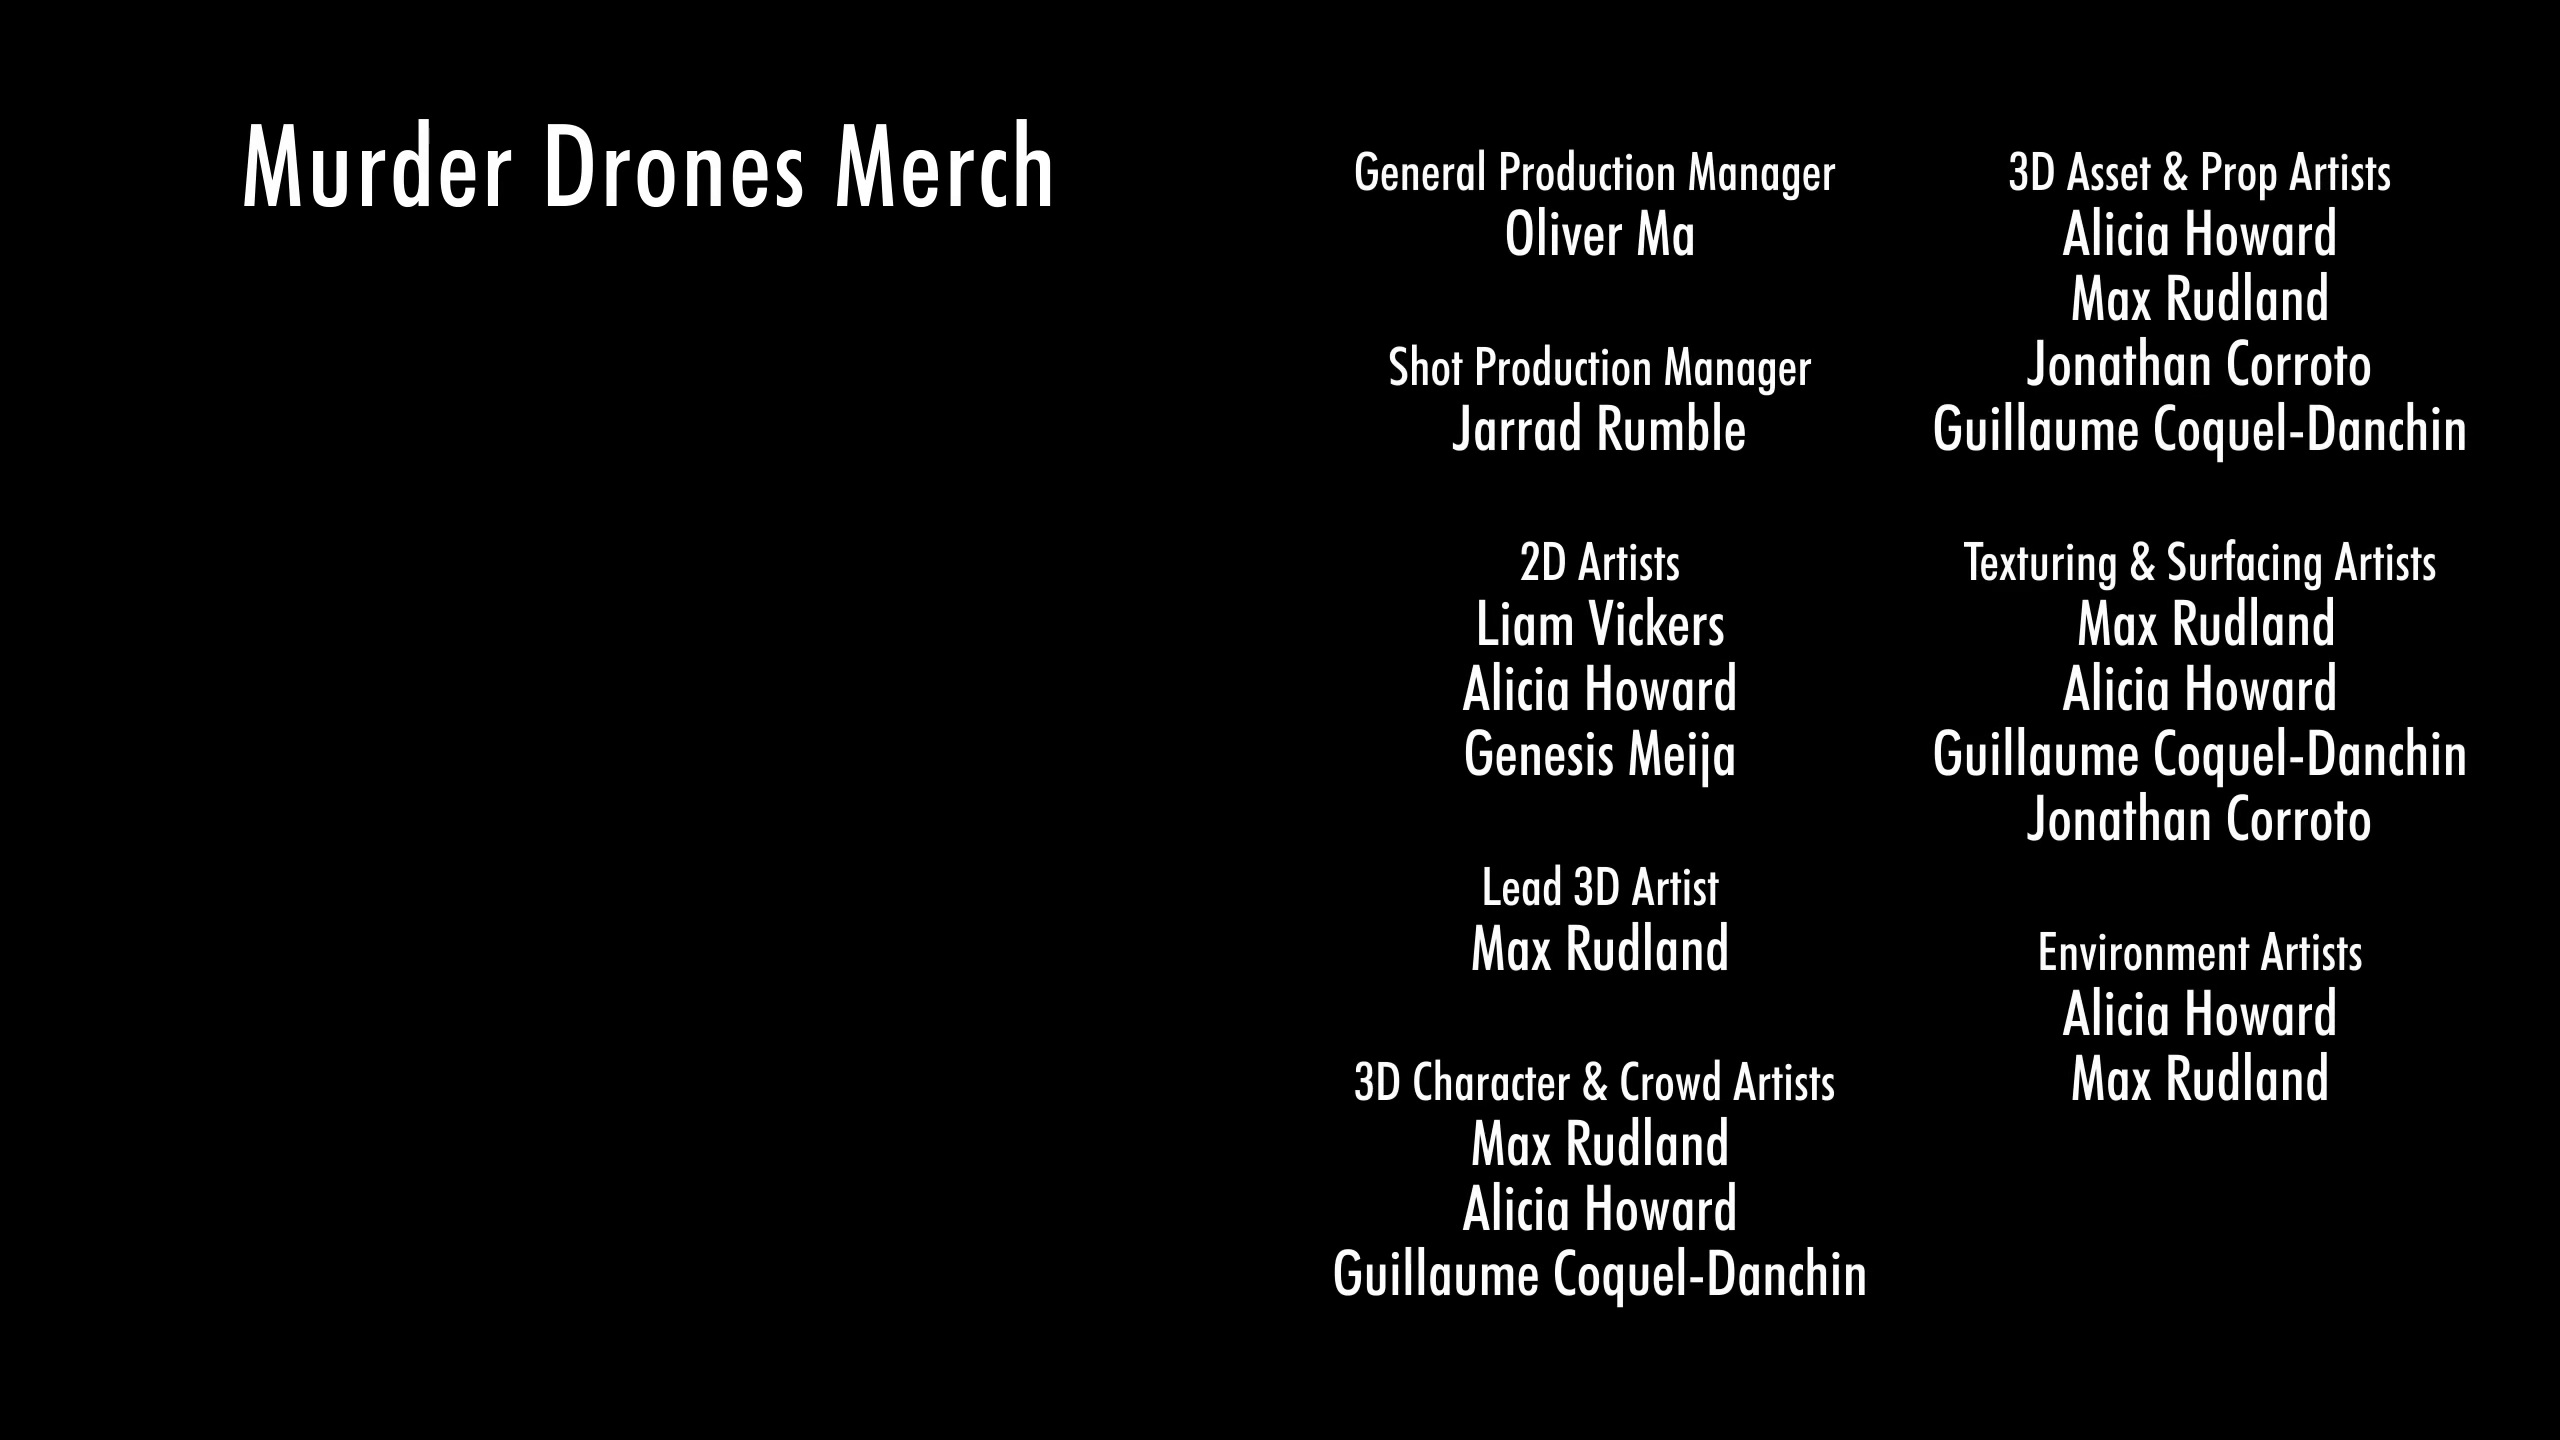 Murder Drones Merch
General Production Manager
Oliver Ma
Shot Production Manager
Jarrad Rumble
2D Artists
Liam Vickers
Alicia Howard
Genesis Meija
Lead 3D Artist
Max Rudland
3D Character & Crowd Artists
Max Rudland
Alicia Howard
Guillaume Coquel-Danchin
3D Asset & Prop Artists
Alicia Howard
Max Rudland
Jonathan Corroto
Guillaume Coquel-Danchin
Texturing & Surfacing Artists
Max Rudland
Alicia Howard
Guillaume Coquel-Danchin
Jonathan Corroto
Environment Artists
Alicia Howard
Max Rudland